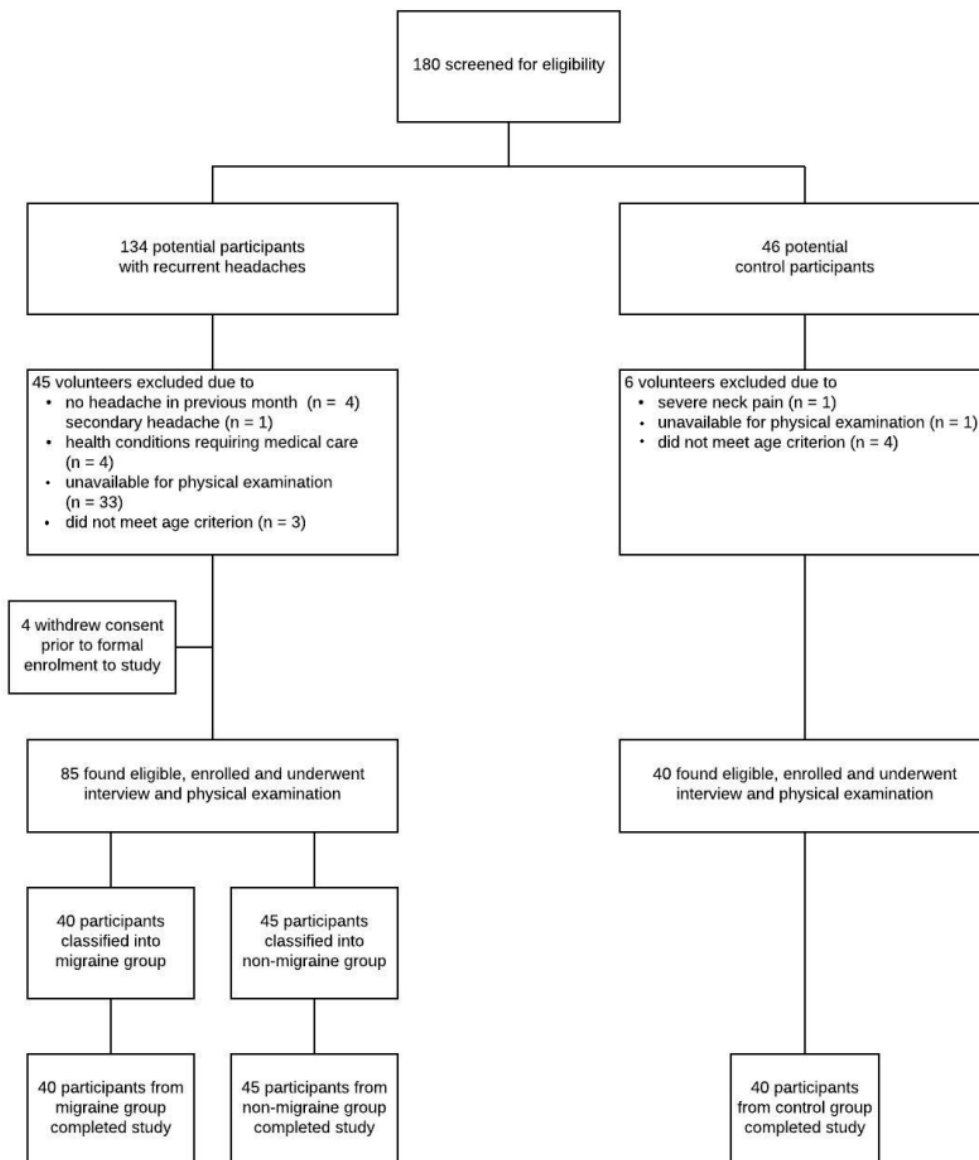 180 screened for eligibility
134 potential participants
with recurrent headaches
46 potential
control participants
45 volunteers excluded due to
• no headache in previous month (n = 4)
secondary headache (n = 1)
• health conditions requiring medical care
(n = 4)
• unavailable for physical examination
(n = 33)
• did not meet age criterion (n = 3)
6 volunteers excluded due to
• severe neck pain (n = 1)
• unavailable for physical examination (n = 1)
• did not meet age criterion (n = 4)
4 withdrew consent
prior to formal
enrolment to study
85 found eligible, enrolled and underwent
interview and physical examination
40 found eligible, enrolled and underwent
interview and physical examination
40 participants
classified into
migraine group
45 participants
classified into
non-migraine group
40 participants from
migraine group
completed study
45 participants from
non-migraine group
completed study
40 participants
from control group
completed study